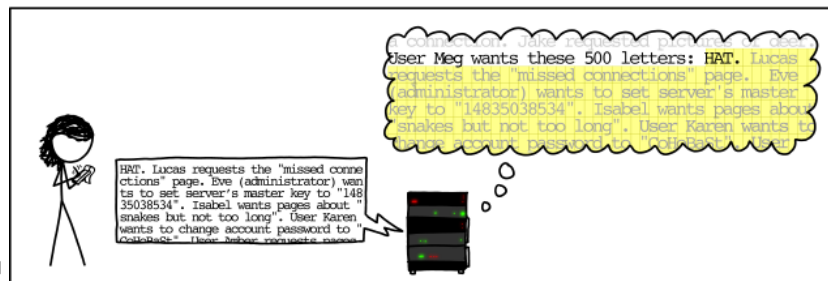 a connection. Jake requested pictures of deer.
User Meg wants these 500 letters: HAT. Lucas
requests the "missed connections" page. Eve
(administrator) wants to set server's master
key to "14835038534". Isabel wants pages about
"snakes but not too long". User Karen wants to
change account password to "CoHoBaSt". User
HAT. Lucas requests the "missed conne
ctions" page. Eve (administrator) wan
ts to set server's master key to "148
35038534". Isabel wants pages about "
snakes but not too long". User Karen
wants to change account password to "
CoHoBaSt". User Amber requests pages